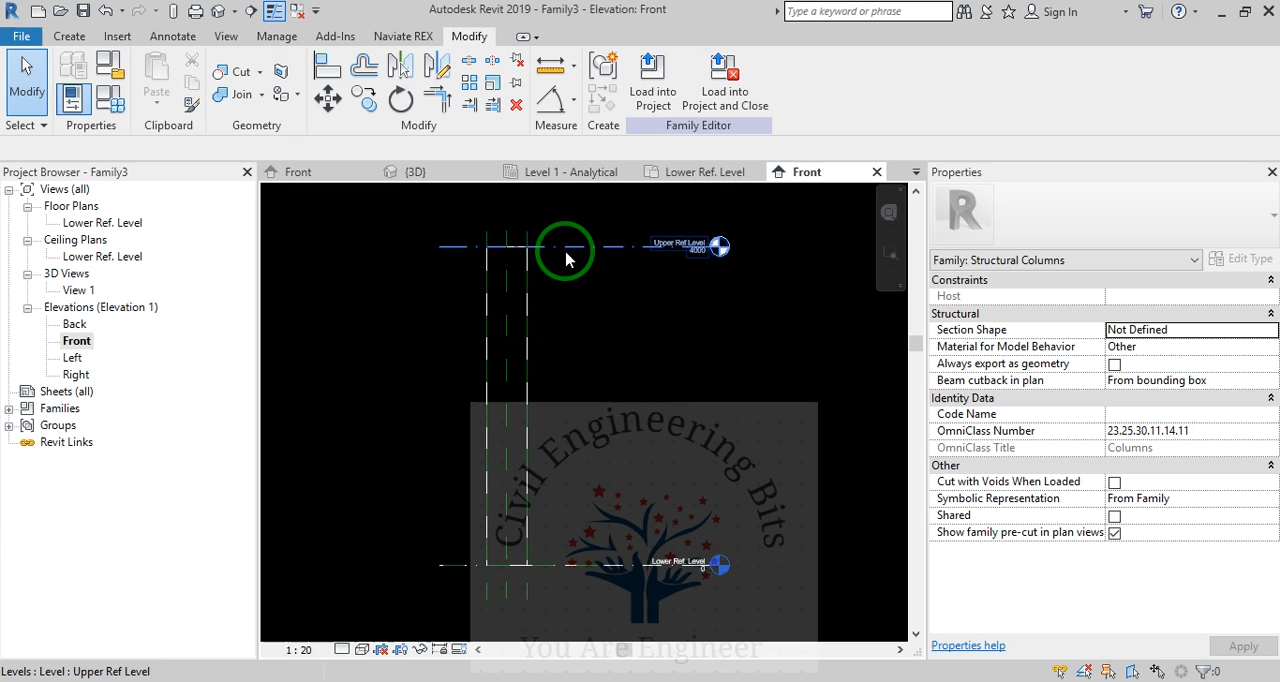 Autodesk Revit 2019 - Family3 - Elevation: Front
Type a keyword or phrase
Sign In
File Create Insert Annotate View Manage Add-Ins Naviate REX Modify
Modify
Paste
Cut
Join
Load into
Project
Load into
Project and Close
Select Properties Clipboard Geometry Modify Measure Create Family Editor
Project Browser - Family3
Front
{3D}
Level 1 - Analytical
Lower Ref. Level
Front
Properties
Views (all)
Floor Plans
Lower Ref. Level
Ceiling Plans
Lower Ref. Level
3D Views
View 1
Elevations (Elevation 1)
Back
Front
Left
Right
Sheets (all)
Families
Groups
Revit Links
Upper Ref Level
4000
Lower Ref. Level
0
Civil Engineering Bits
You Are Engineer
1 : 20
R
Family: Structural Columns
Edit Type
Constraints
Host
Structural
Section Shape Not Defined
Material for Model Behavior Other
Always export as geometry
Beam cutback in plan From bounding box
Identity Data
Code Name
OmniClass Number 23.25.30.11.14.11
OmniClass Title Columns
Other
Cut with Voids When Loaded
Symbolic Representation From Family
Shared
Show family pre-cut in plan views
Properties help
Apply
Levels : Level : Upper Ref Level
:0